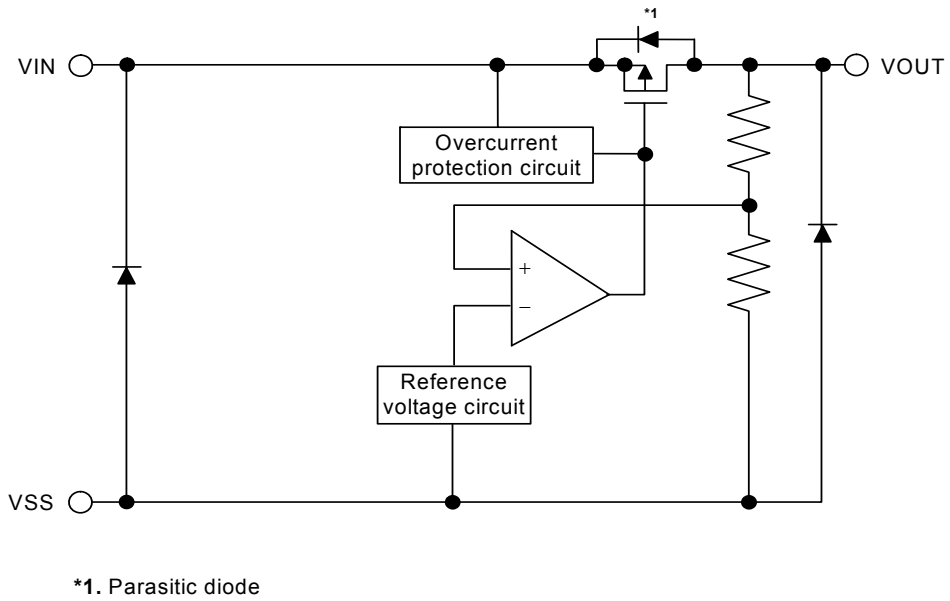 *1
VIN
VOUT
Overcurrent
protection circuit
+
−
Reference
voltage circuit
VSS
*1. Parasitic diode